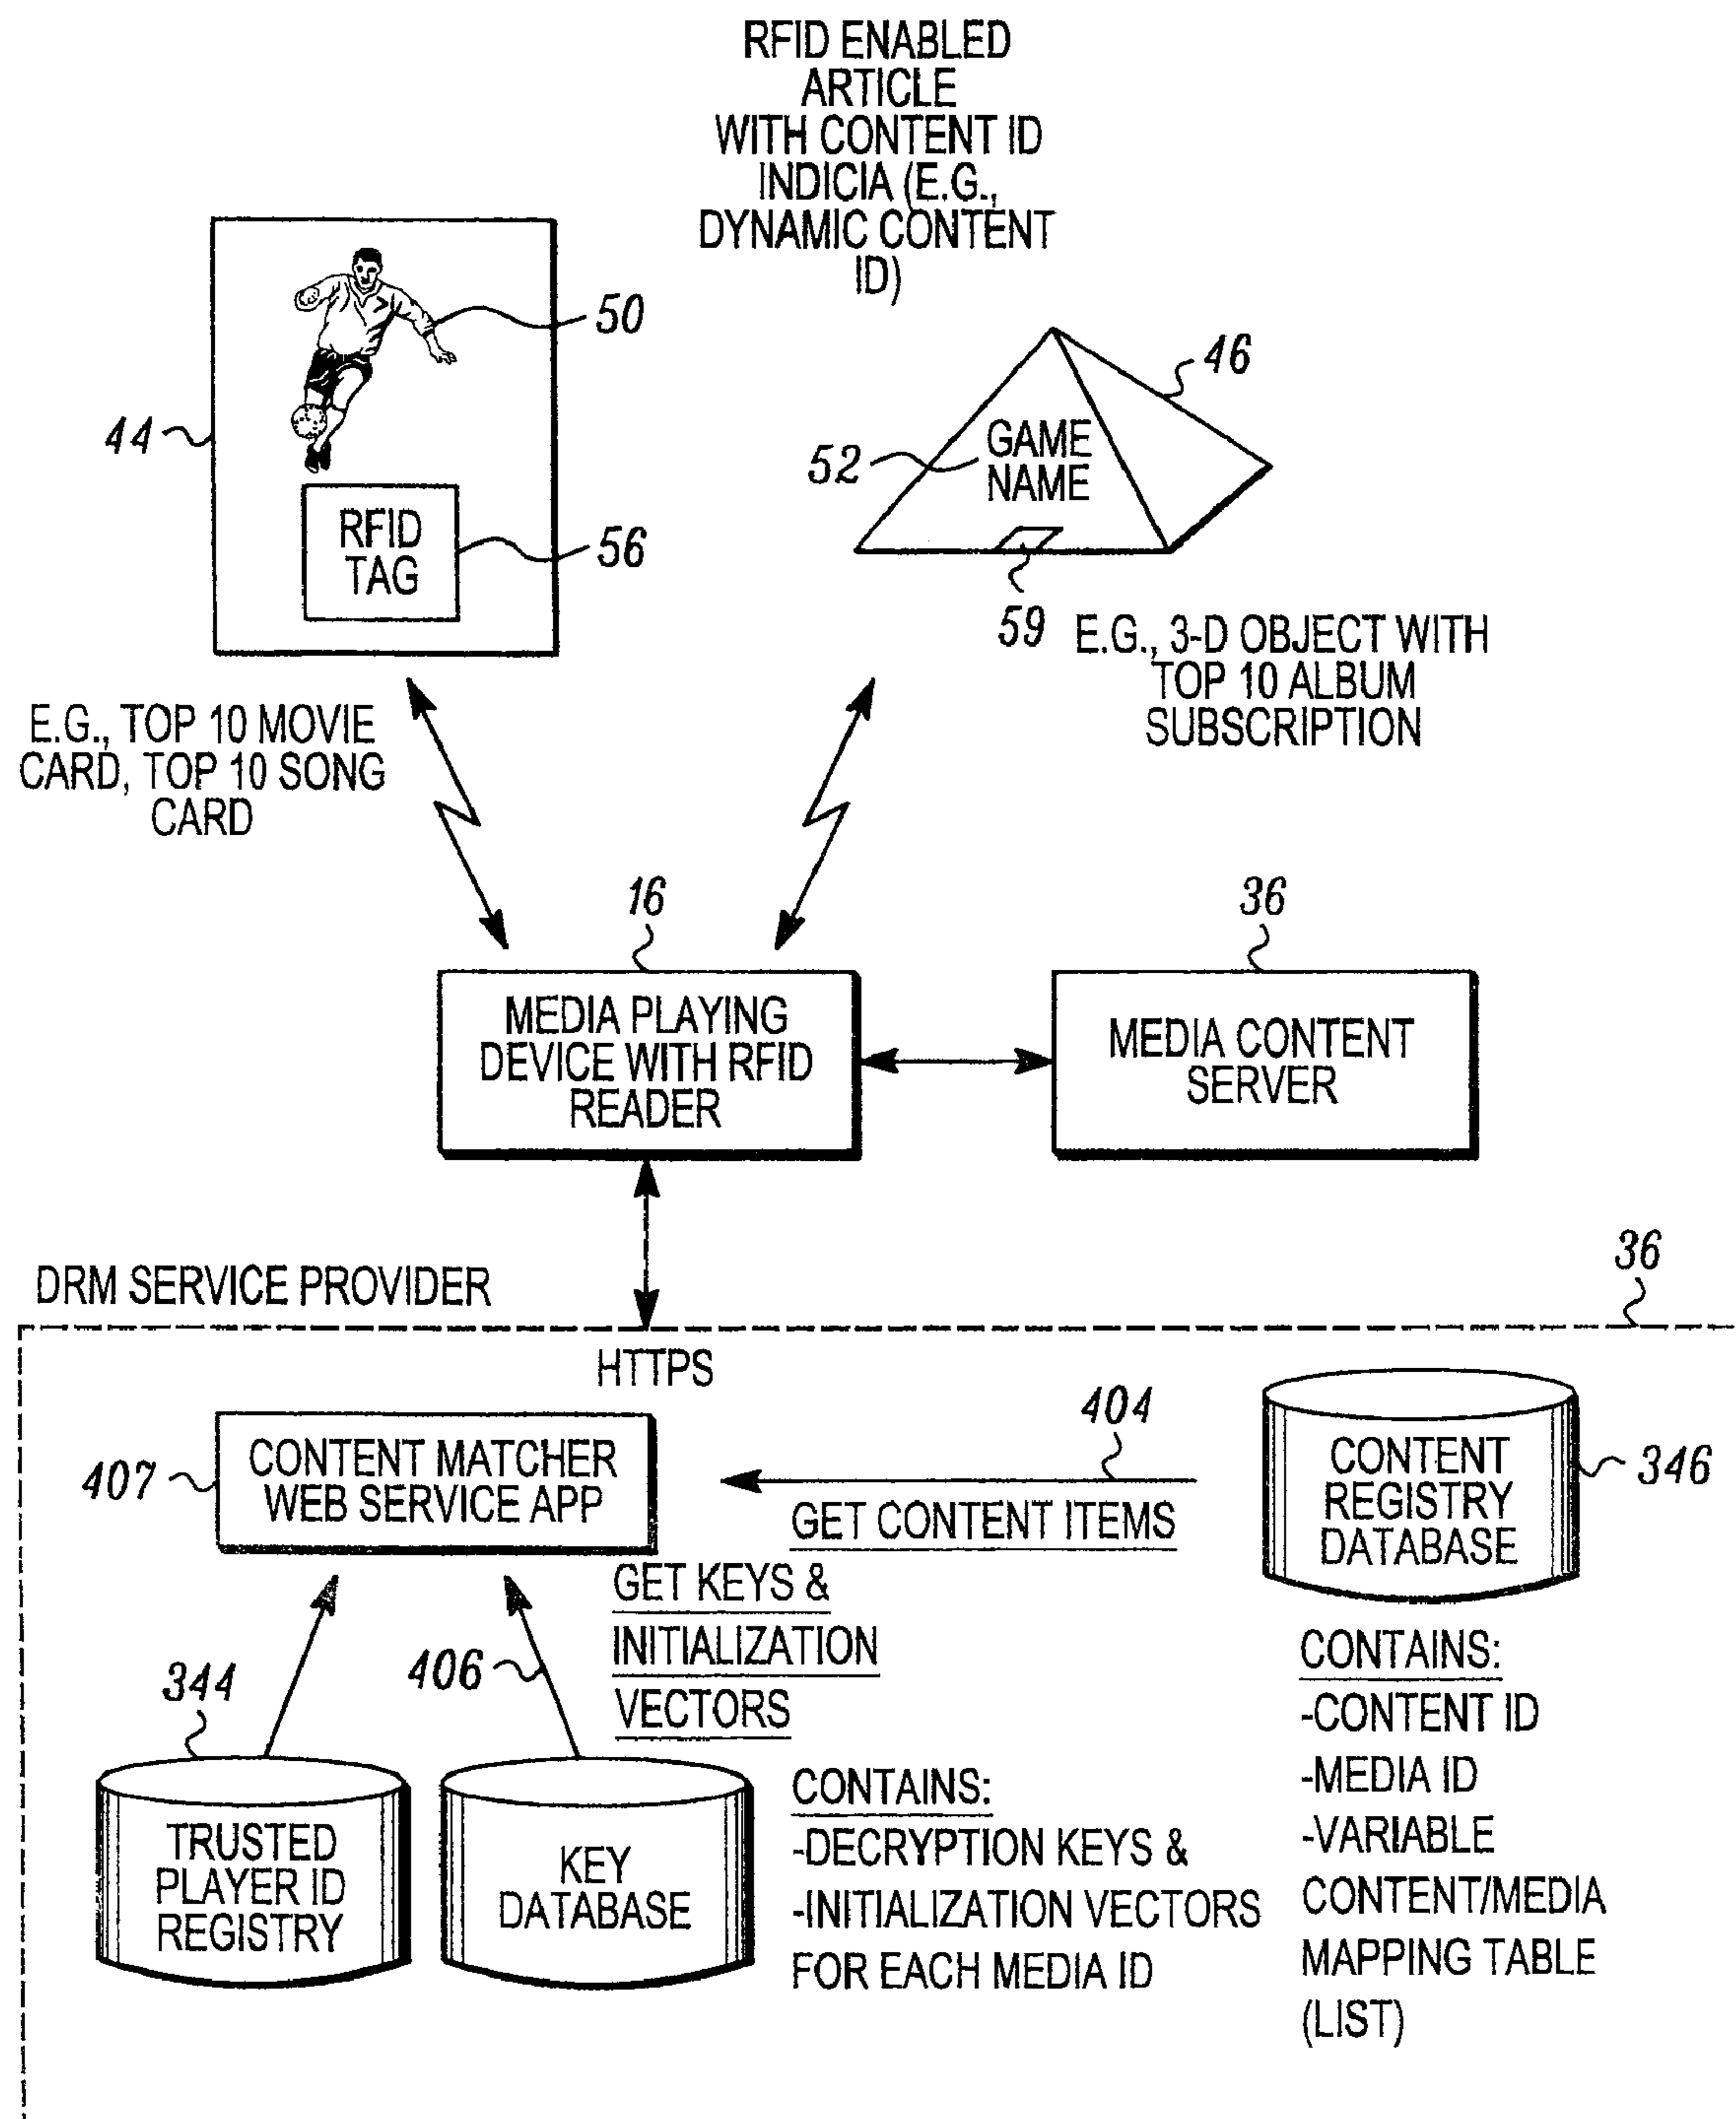 RFID ENABLED
ARTICLE
WITH CONTENT ID
INDICIA (E.G.,
DYNAMIC CONTENT
ID)
50
44
RFID
TAG
56
46
52
GAME
NAME
59
E.G., 3-D OBJECT WITH
TOP 10 ALBUM
SUBSCRIPTION
E.G., TOP 10 MOVIE
CARD, TOP 10 SONG
CARD
16
MEDIA PLAYING
DEVICE WITH RFID
READER
36
MEDIA CONTENT
SERVER
DRM SERVICE PROVIDER
36
HTTPS
407
CONTENT MATCHER
WEB SERVICE APP
404
GET CONTENT ITEMS
CONTENT
REGISTRY
DATABASE
346
GET KEYS &
INITIALIZATION
VECTORS
406
344
TRUSTED
PLAYER ID
REGISTRY
KEY
DATABASE
CONTAINS:
-DECRYPTION KEYS &
-INITIALIZATION VECTORS
FOR EACH MEDIA ID
CONTAINS:
-CONTENT ID
-MEDIA ID
-VARIABLE
CONTENT/MEDIA
MAPPING TABLE
(LIST)